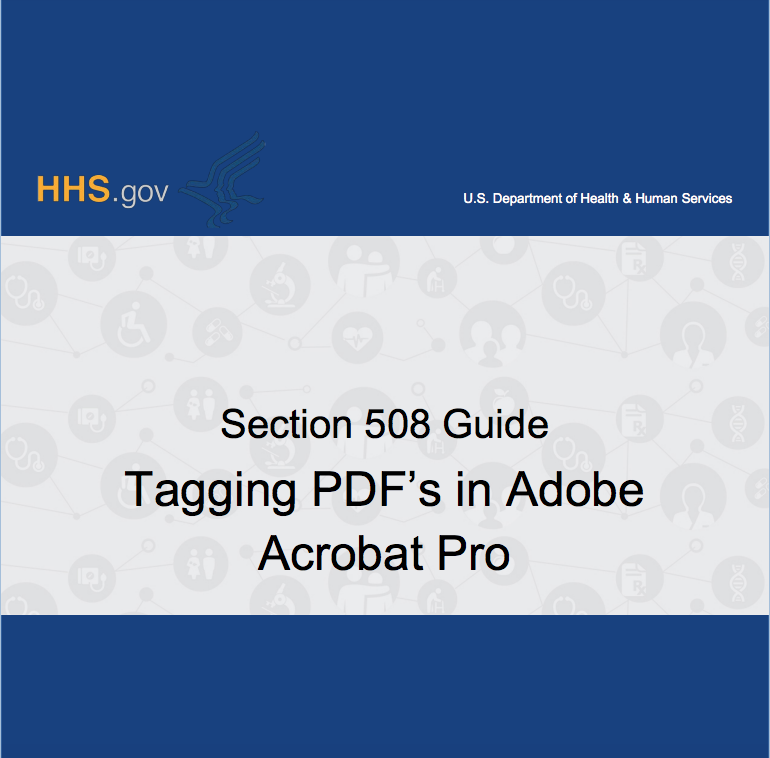 HHS.gov
U.S. Department of Health & Human Services
Section 508 Guide
Tagging PDF’s in Adobe
Acrobat Pro